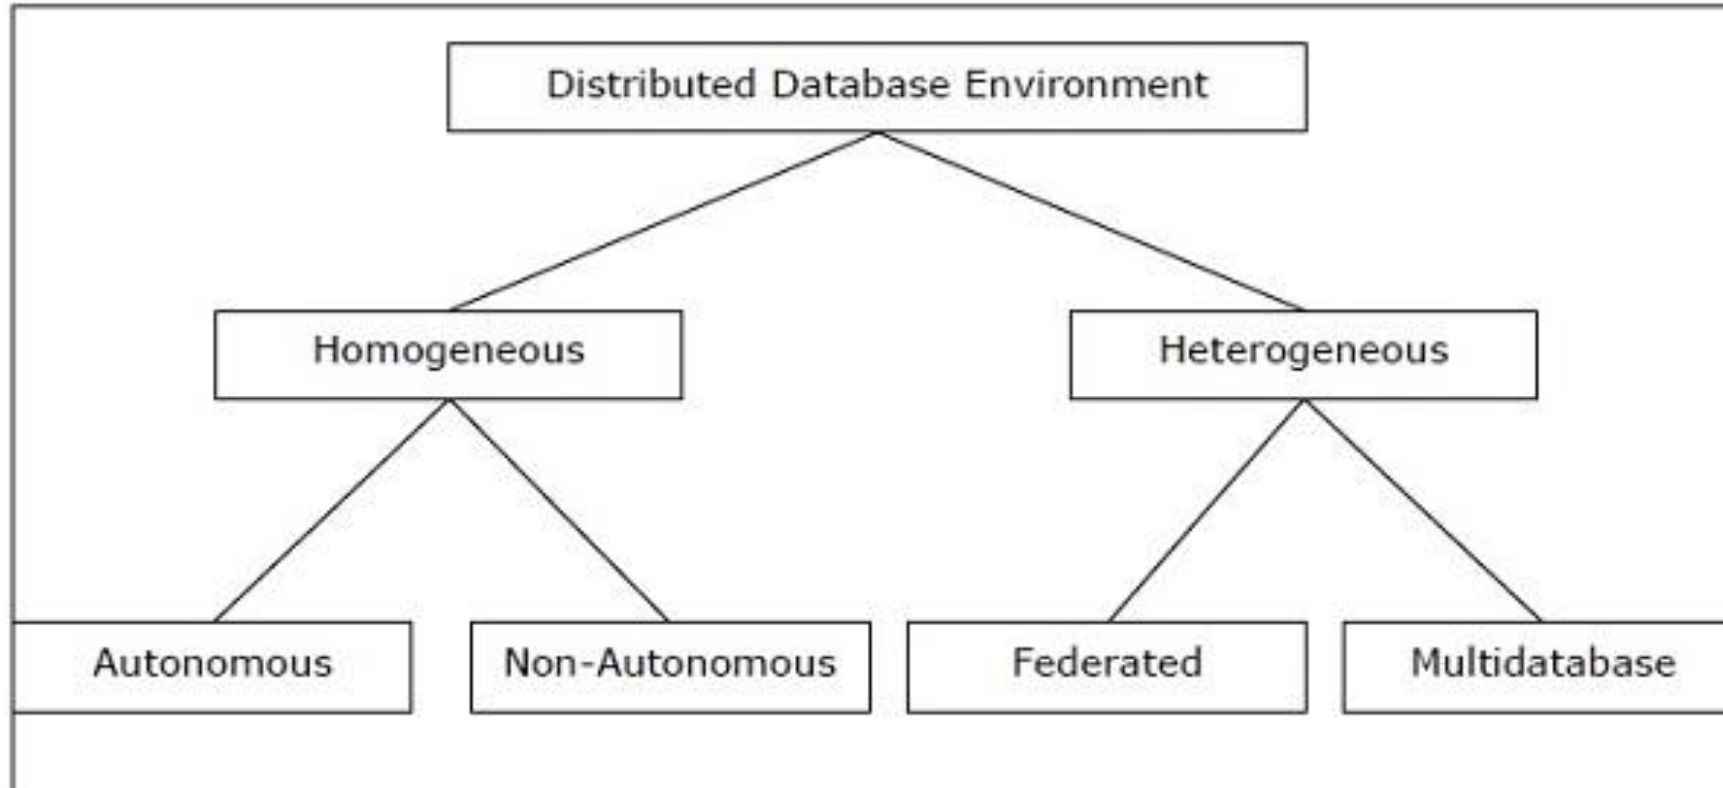 Distributed Database Environment
Homogeneous
Heterogeneous
Autonomous
Non-Autonomous
Federated
Multidatabase